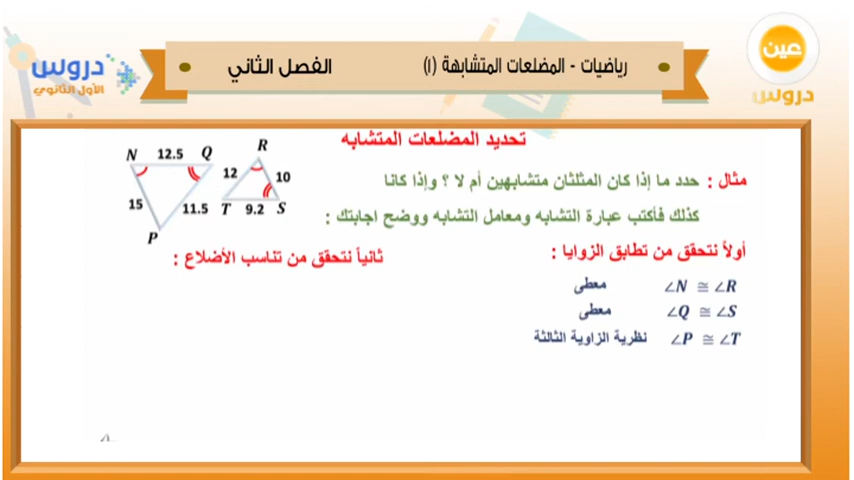 عين
دروس
رياضيات - المضلعات المتشابهة (١)
الفصل الثاني
دروس
الأول الثانوي
تحديد المضلعات المتشابه
مثال : حدد ما إذا كان المثلثان متشابهين أم لا ؟ وإذا كانا
كذلك فأكتب عبارة التشابه ومعامل التشابه ووضح اجابتك :
N 12.5 Q
15 11.5
P
R
12 10
T 9.2 S
أولاً نتحقق من تطابق الزوايا :
∠N ≅ ∠R معطى
∠Q ≅ ∠S معطى
∠P ≅ ∠T نظرية الزاوية الثالثة
ثانياً نتحقق من تناسب الأضلاع :